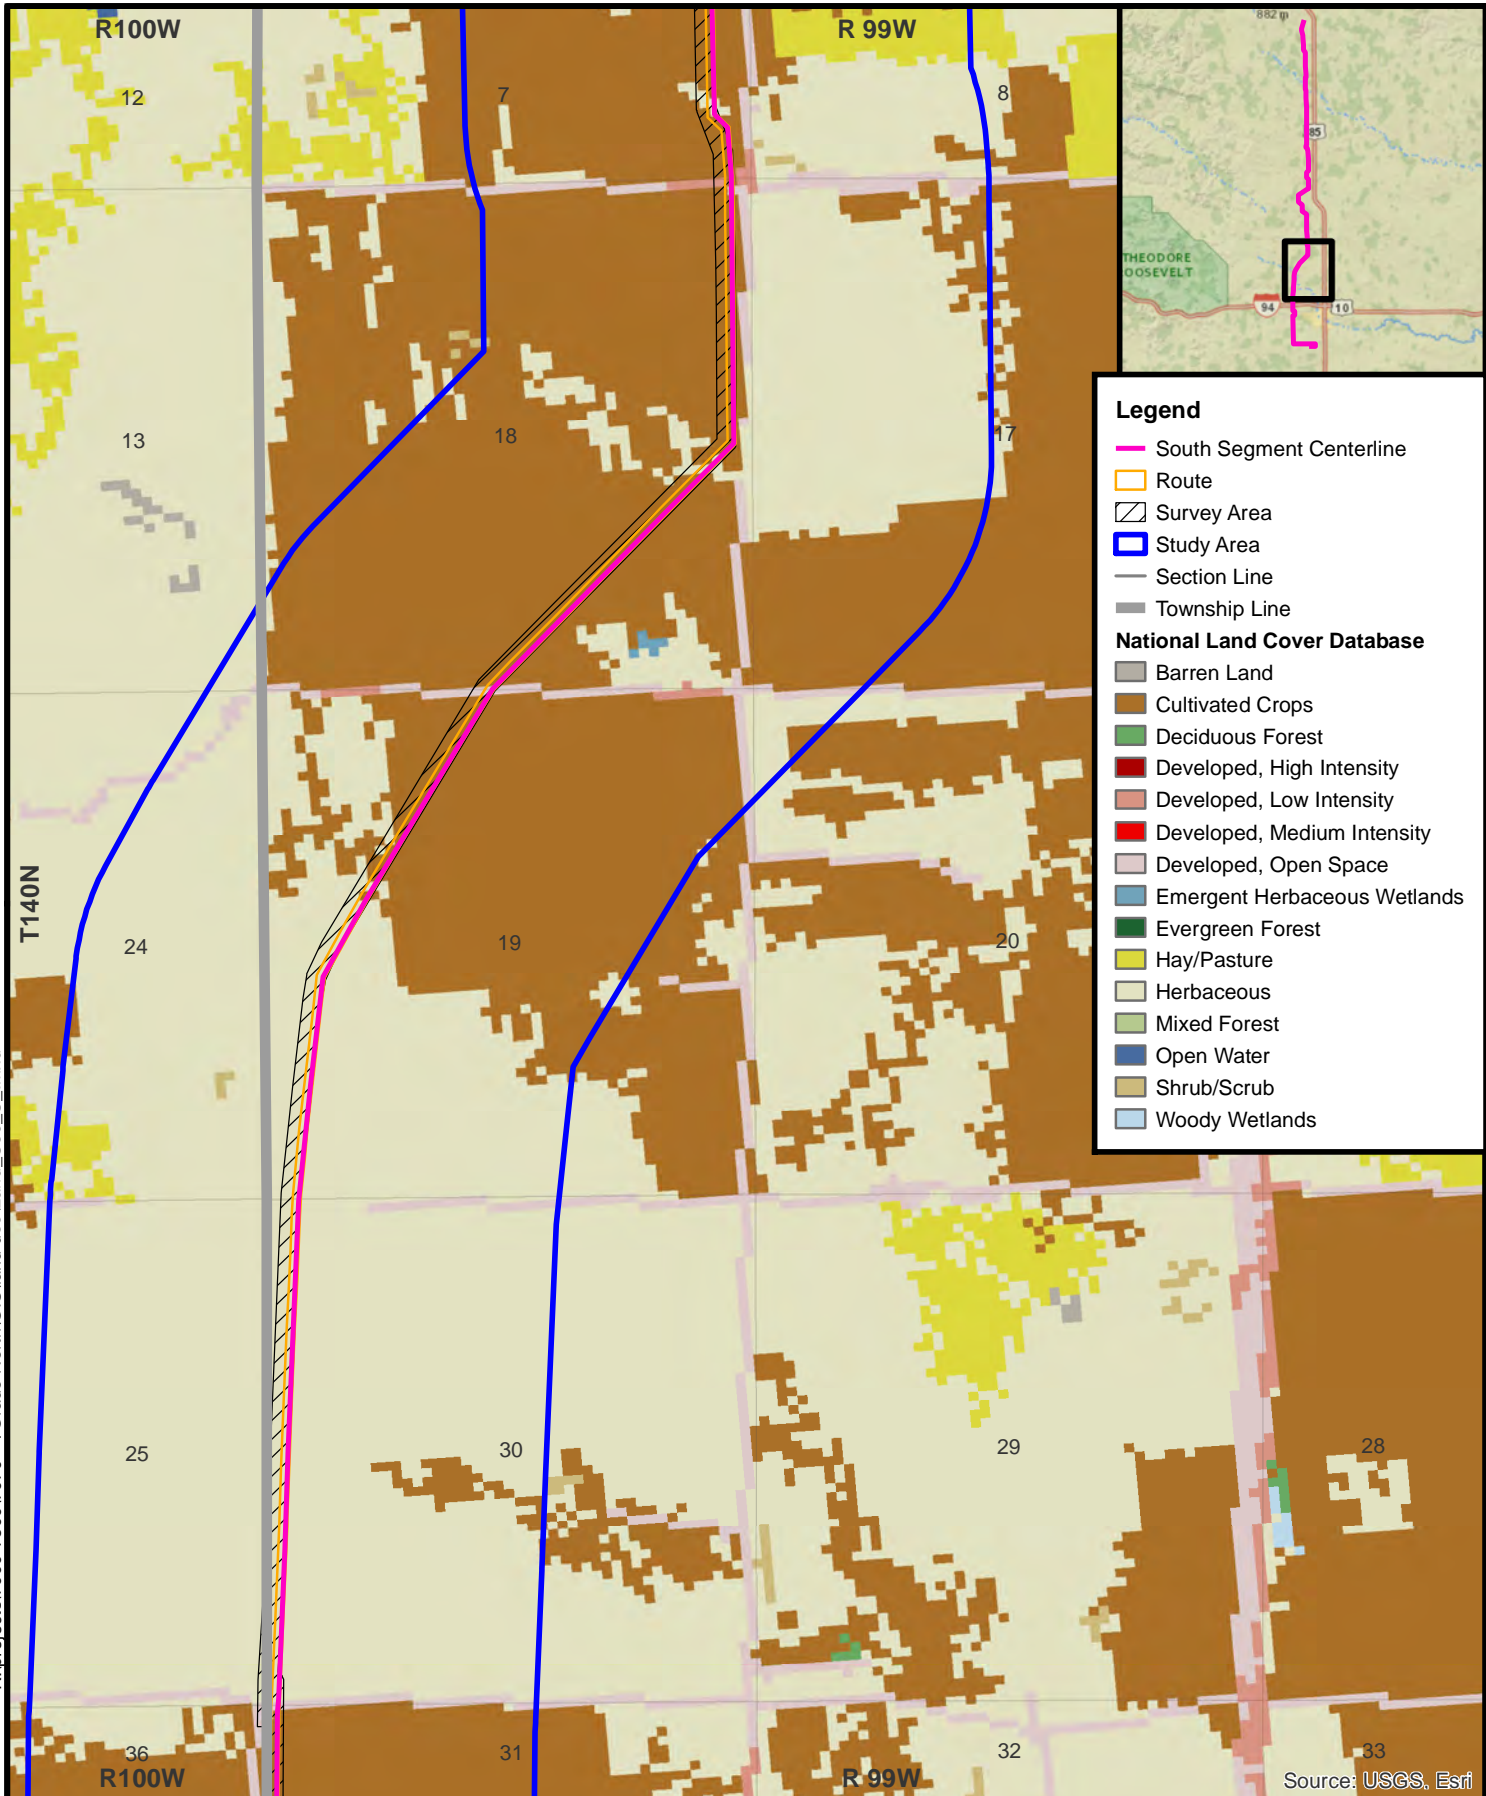 R100W
R 99W
12
7
8
13
18
17
T140N
24
19
20
25
30
29
28
36
31
32
33
R100W
R 99W
882 m
85
THEODORE
OOSEVELT
94
10
Legend
South Segment Centerline
Route
Survey Area
Study Area
Section Line
Township Line
National Land Cover Database
Barren Land
Cultivated Crops
Deciduous Forest
Developed, High Intensity
Developed, Low Intensity
Developed, Medium Intensity
Developed, Open Space
Emergent Herbaceous Wetlands
Evergreen Forest
Hay/Pasture
Herbaceous
Mixed Forest
Open Water
Shrub/Scrub
Woody Wetlands
Source: USGS, Esri